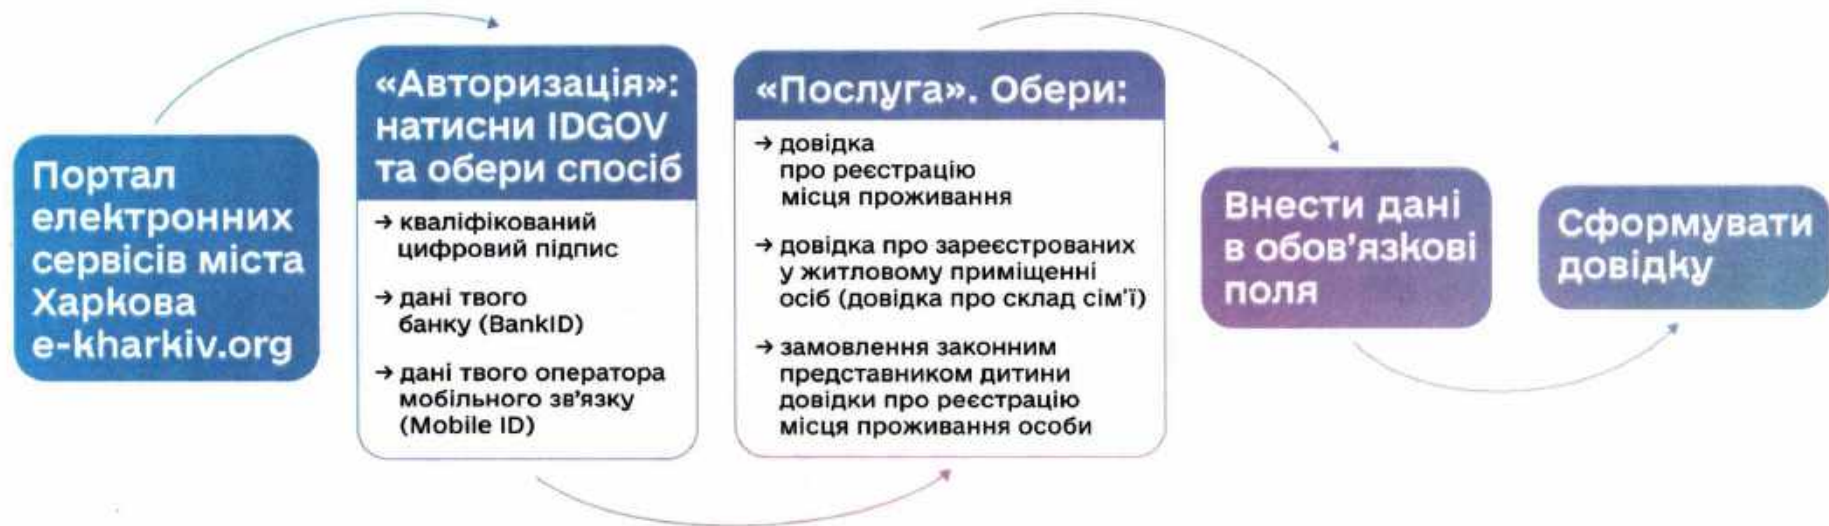 Портал
електронних
сервісів міста
Харкова
e-kharkiv.org
«Авторизація»:
натисни IDGOV
та обери спосіб
→ кваліфікований
цифровий підпис
→ дані твого
банку (BankID)
→ дані твого оператора
мобільного зв'язку
(Mobile ID)
«Послуга». Обери:
→ довідка
про реєстрацію
місця проживання
→ довідка про зареєстрованих
у житловому приміщенні
осіб (довідка про склад сім'ї)
→ замовлення законним
представником дитини
довідки про реєстрацію
місця проживання особи
Внести дані
в обов'язкові
поля
Сформувати
довідку